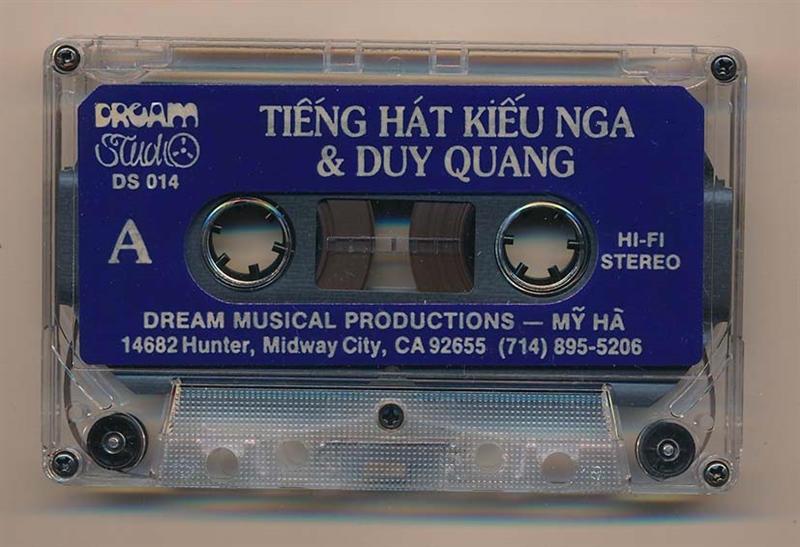 DREAM
Studio
DS 014
TIẾNG HÁT KIỀU NGA
& DUY QUANG
A
HI-FI
STEREO
DREAM MUSICAL PRODUCTIONS — MỸ HÀ
14682 Hunter, Midway City, CA 92655 (714) 895-5206